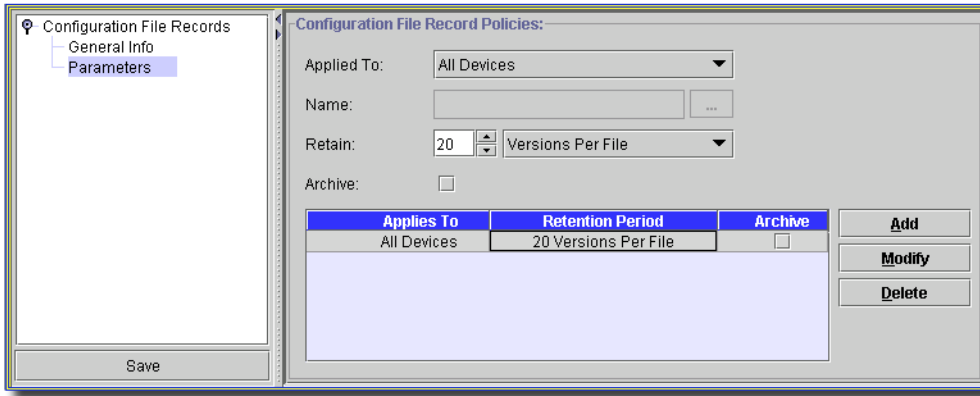 Configuration File Records
General Info
Parameters
Save
Configuration File Record Policies:
Applied To: All Devices
Name: ...
Retain: 20 Versions Per File
Archive:
Applies To Retention Period Archive
All Devices 20 Versions Per File
Add
Modify
Delete